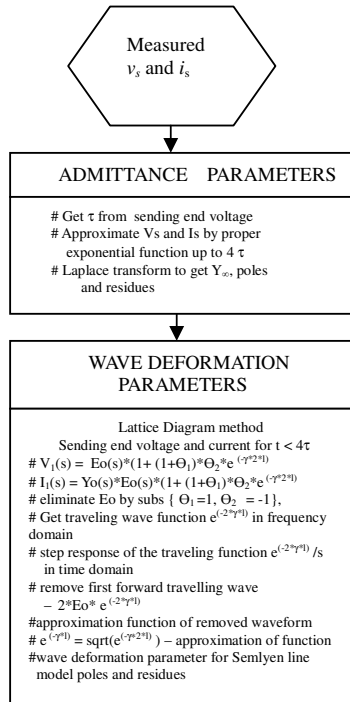 Measured
vₛ and iₛ
ADMITTANCE PARAMETERS
# Get τ from sending end voltage
# Approximate Vs and Is by proper
exponential function up to 4 τ
# Laplace transform to get Y∞, poles
and residues
WAVE DEFORMATION
PARAMETERS
Lattice Diagram method
Sending end voltage and current for t < 4τ
# V₁(s) = Eo(s)*(1+ (1+Θ₁)*Θ₂*e^(-γ*2*l)
# I₁(s) = Yo(s)*Eo(s)*(1+ (1+Θ₁)*Θ₂*e^(-γ*2*l)
# eliminate Eo by subs { Θ₁=1, Θ₂ = -1},
# Get traveling wave function e^(-2*γ*l) in frequency
domain
# step response of the traveling function e^(-2*γ*l) /s
in time domain
# remove first forward travelling wave
– 2*Eo* e^(-2*γ*l)
#approximation function of removed waveform
# e^(-γ*l) = sqrt(e^(-γ*2*l)) – approximation of function
#wave deformation parameter for Semlyen line
model poles and residues